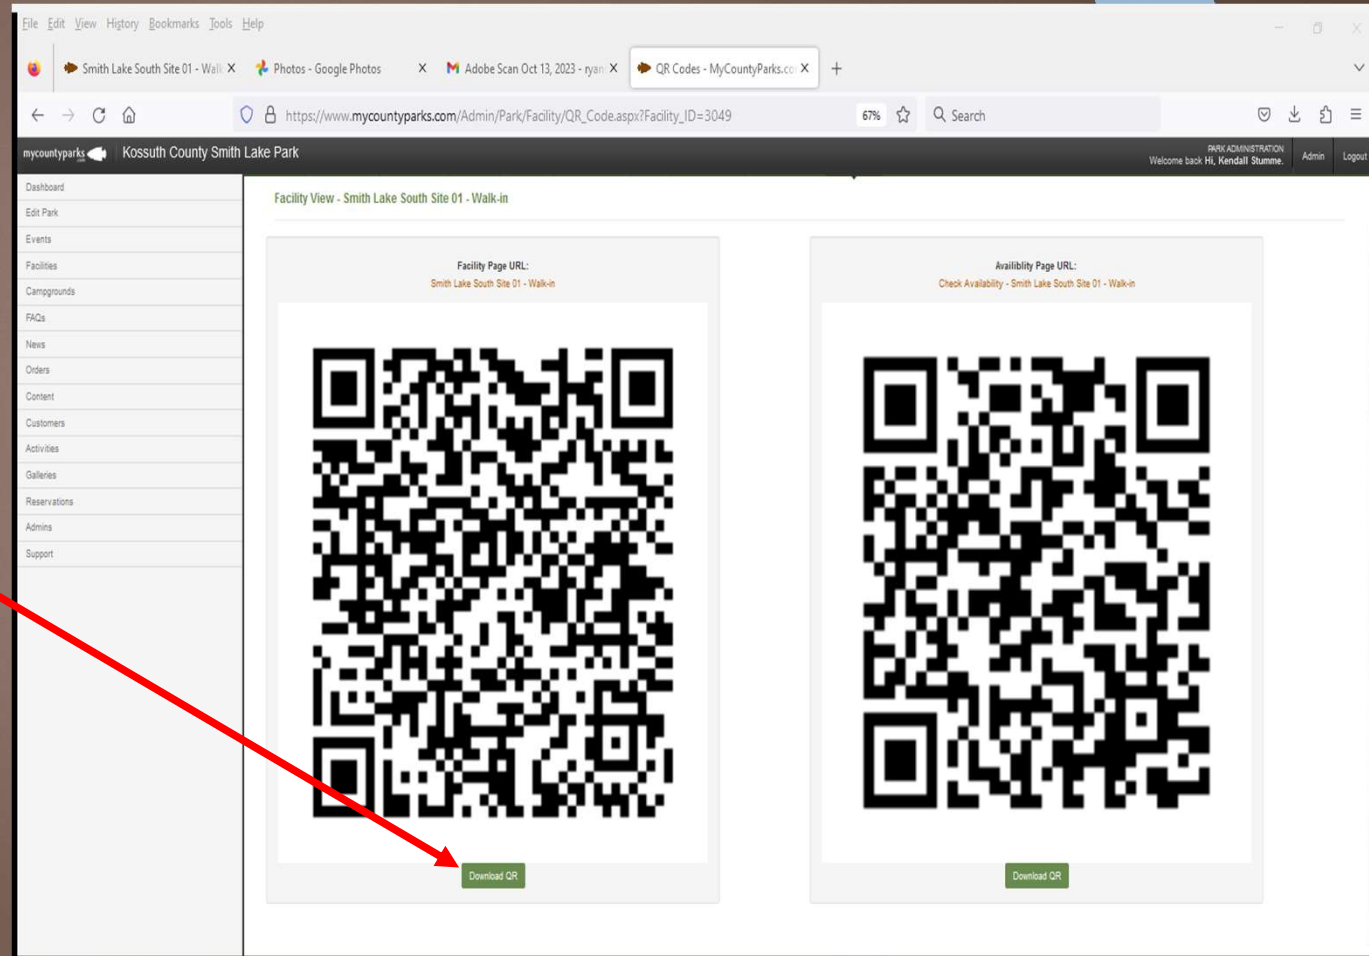 File Edit View History Bookmarks Tools Help
Smith Lake South Site 01 - Walk X Photos - Google Photos X Adobe Scan Oct 13, 2023 - ryan X QR Codes - MyCountyParks.co X +
https://www.mycountyparks.com/Admin/Park/Facility/QR_Code.aspx?Facility_ID=3049 67% Search
mycountyparks.com Kossuth County Smith Lake Park
PARK ADMINISTRATION
Welcome back Hi, Kendall Stumme. Admin Logout
Dashboard
Edit Park
Events
Facilities
Campgrounds
FAQs
News
Orders
Content
Customers
Activities
Galleries
Reservations
Admins
Support
Facility View - Smith Lake South Site 01 - Walk-in
Facility Page URL:
Smith Lake South Site 01 - Walk-in
Download QR
Availiblity Page URL:
Check Availability - Smith Lake South Site 01 - Walk-in
Download QR